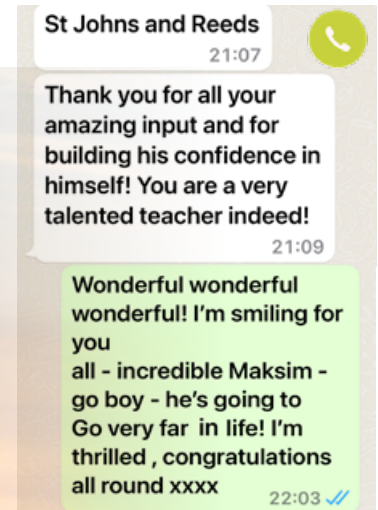 St Johns and Reeds
21:07
Thank you for all your
amazing input and for
building his confidence in
himself! You are a very
talented teacher indeed!
21:09
Wonderful wonderful
wonderful! I'm smiling for
you
all - incredible Maksim -
go boy - he's going to
Go very far in life! I'm
thrilled , congratulations
all round xxxx
22:03